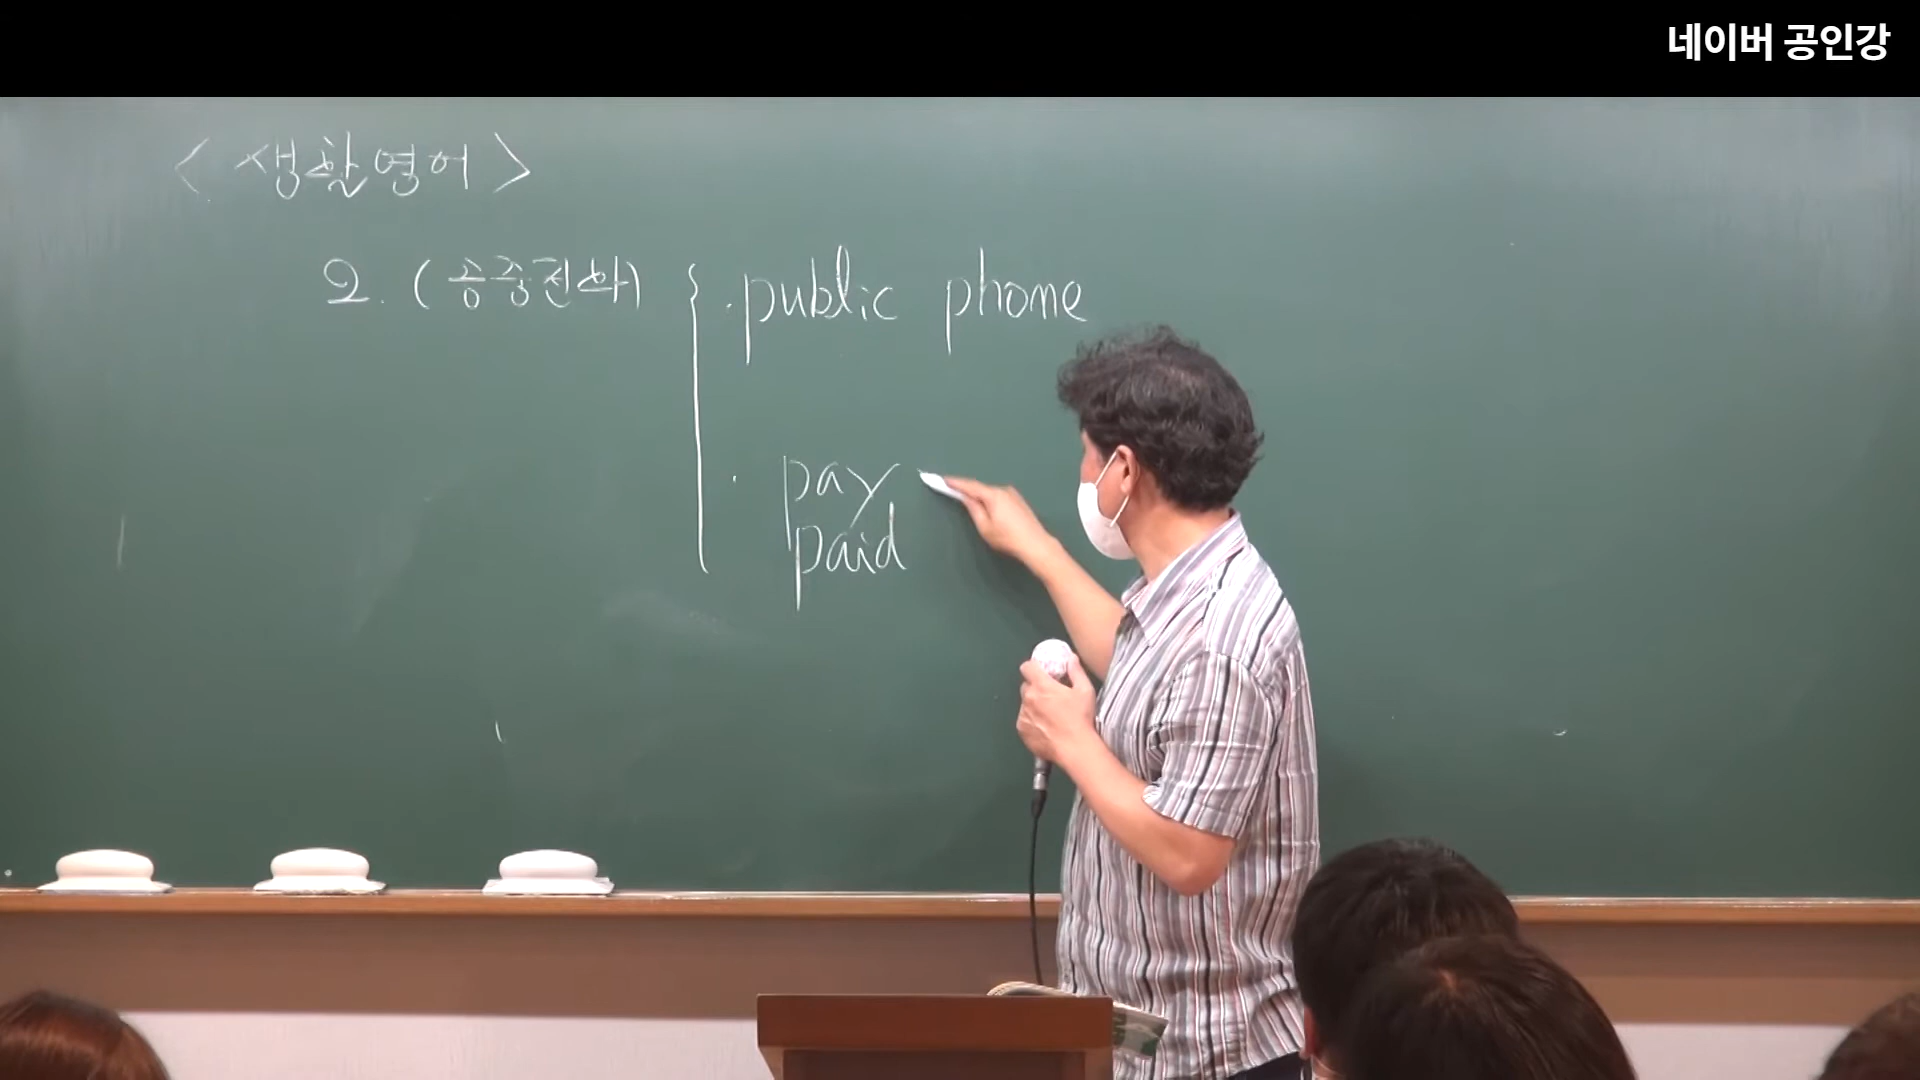 네이버 공인강
< 생활영어 >
2. (공중전화) { · public phone
· pay
paid